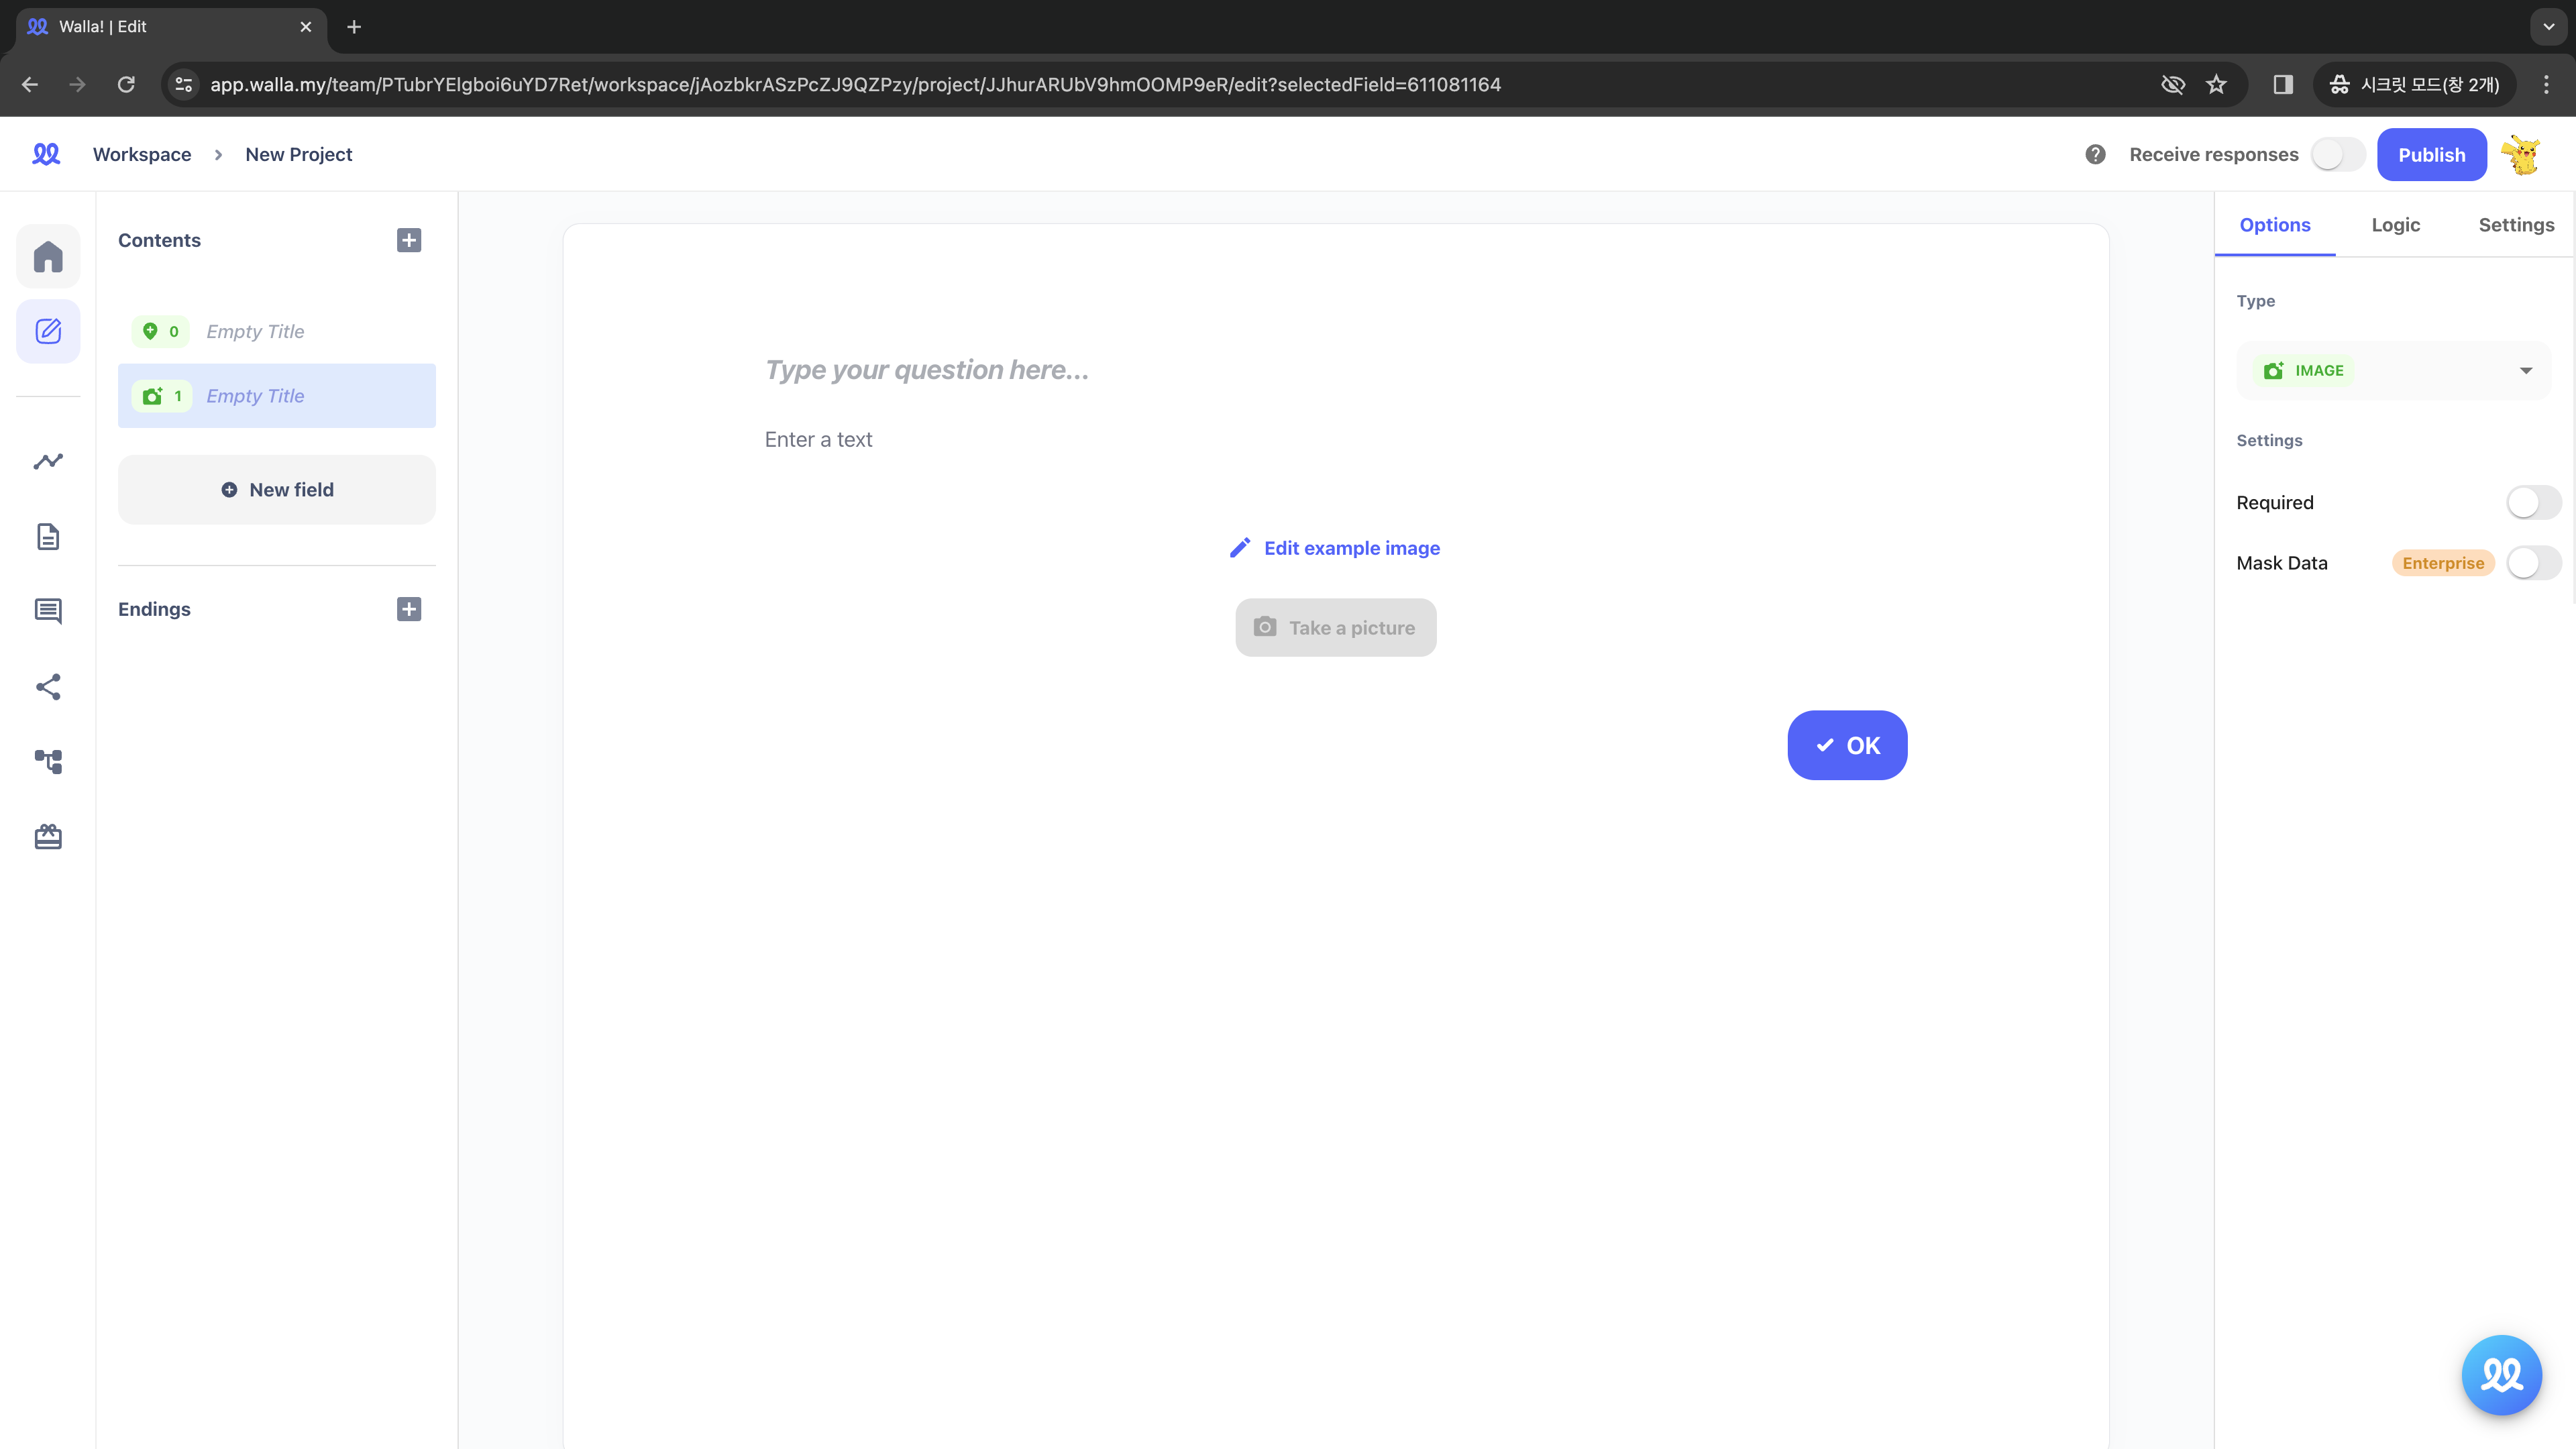 Walla! | Edit
app.walla.my/team/PTubrYElgboi6uYD7Ret/workspace/jAozbkrASzPcZJ9QZPzy/project/JJhurARUbV9hmOOMP9eR/edit?selectedField=611081164
시크릿 모드(창 2개)
Workspace
New Project
Receive responses
Publish
Contents
0 Empty Title
1 Empty Title
New field
Endings
Type your question here...
Enter a text
Edit example image
Take a picture
OK
Options
Logic
Settings
Type
IMAGE
Settings
Required
Mask Data
Enterprise